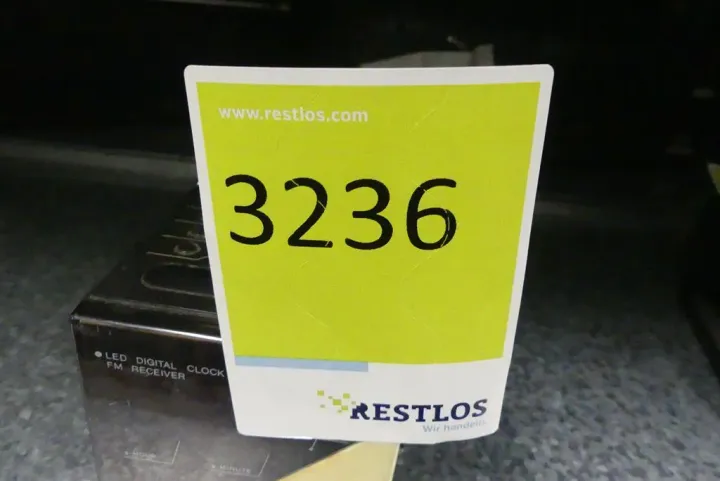 www.restlos.com
3236
LED DIGITAL CLOCK
FM RECEIVER
RESTLOS
Wir handeln.